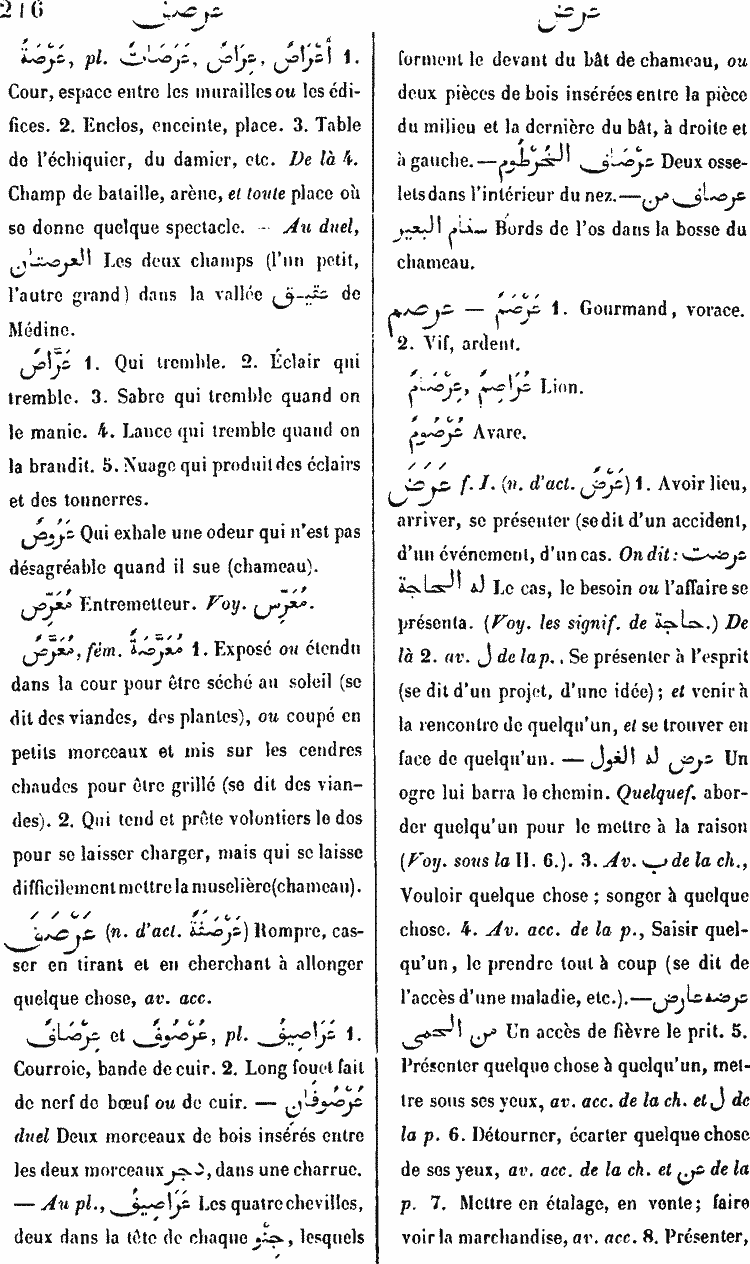 216 عرصف عرض
عَرْصَةٌ, pl. عَرَصَاتٌ, عِرَاصٌ, أَعْرَاصٌ 1.
Cour, espace entre les murailles ou les édi-
fices. 2. Enclos, enceinte, place. 3. Table
de l'échiquier, du damier, etc. De là 4.
Champ de bataille, arène, et toute place où
se donne quelque spectacle. — Au duel,
العرصتان Les deux champs (l'un petit,
l'autre grand) dans la vallée عقيق de
Médine.
عَرَّاصٌ 1. Qui tremble. 2. Éclair qui
tremble. 3. Sabre qui tremble quand on
le manie. 4. Lance qui tremble quand on
la brandit. 5. Nuage qui produit des éclairs
et des tonnerres.
عَرُوصٌ Qui exhale une odeur qui n'est pas
désagréable quand il sue (chameau).
مُعَرِّص Entremetteur. Voy. مُعَرِّس.
مُعَرَّصٌ, fém. مُعَرَّصَةٌ 1. Exposé ou étendu
dans la cour pour être séché au soleil (se
dit des viandes, des plantes), ou coupé en
petits morceaux et mis sur les cendres
chaudes pour être grillé (se dit des vian-
des). 2. Qui tend et prête volontiers le dos
pour se laisser charger, mais qui se laisse
difficilement mettre la muselière (chameau).
عَرْصَفَ (n. d'act. عَرْصَفَةٌ) Rompre, cas-
ser en tirant et en cherchant à allonger
quelque chose, av. acc.
عِرْصَافٌ et عُرْصُوفٌ, pl. عَرَاصِيفُ 1.
Courroie, bande de cuir. 2. Long fouet fait
de nerf de bœuf ou de cuir. — عُرْصُوفَانِ
duel Deux morceaux de bois insérés entre
les deux morceaux دجر, dans une charrue.
— Au pl., عَرَاصِيفُ Les quatre chevilles,
deux dans la tête de chaque حِنْو, lesquels
forment le devant du bât de chameau, ou
deux pièces de bois insérées entre la pièce
du milieu et la dernière du bât, à droite et
à gauche. — عِرْصَافُ الخُرْطُومِ Deux osse-
lets dans l'intérieur du nez. — عرصاف من
سنام البعير Bords de l'os dans la bosse du
chameau.
عرصم — عَرْصَمٌ 1. Gourmand, vorace.
2. Vif, ardent.
عِرْصَامٌ, عُرَاصِمٌ Lion.
عُرْصُومٌ Avare.
عَرَضَ f. I. (n. d'act. عَرْضٌ) 1. Avoir lieu,
arriver, se présenter (se dit d'un accident,
d'un événement, d'un cas. On dit: عرضت
له الحاجة Le cas, le besoin ou l'affaire se
présenta. (Voy. les signif. de حاجة.) De
là 2. av. ل de la p., Se présenter à l'esprit
(se dit d'un projet, d'une idée); et venir à
la rencontre de quelqu'un, et se trouver en
face de quelqu'un. — عرض له الغول Un
ogre lui barra le chemin. Quelquef. abor-
der quelqu'un pour le mettre à la raison
(Voy. sous la II. 6.). 3. Av. ب de la ch.,
Vouloir quelque chose; songer à quelque
chose. 4. Av. acc. de la p., Saisir quel-
qu'un, le prendre tout à coup (se dit de
l'accès d'une maladie, etc.). — عرضه عارض
من الحمى Un accès de fièvre le prit. 5.
Présenter quelque chose à quelqu'un, met-
tre sous ses yeux, av. acc. de la ch. et ل de
la p. 6. Détourner, écarter quelque chose
de ses yeux, av. acc. de la ch. et عن de la
p. 7. Mettre en étalage, en vente; faire
voir la marchandise, av. acc. 8. Présenter,